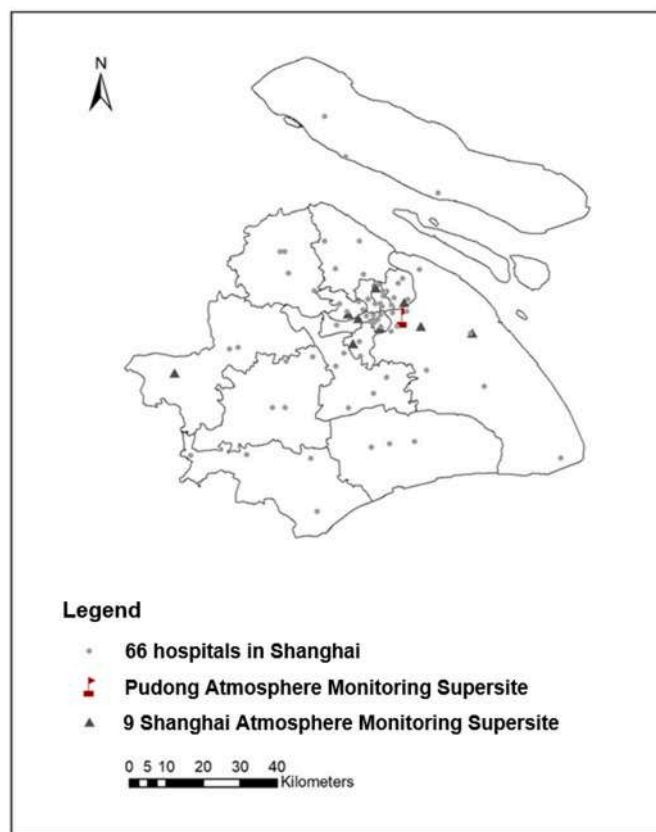 N
Legend
66 hospitals in Shanghai
Pudong Atmosphere Monitoring Supersite
9 Shanghai Atmosphere Monitoring Supersite
0 5 10 20 30 40
Kilometers